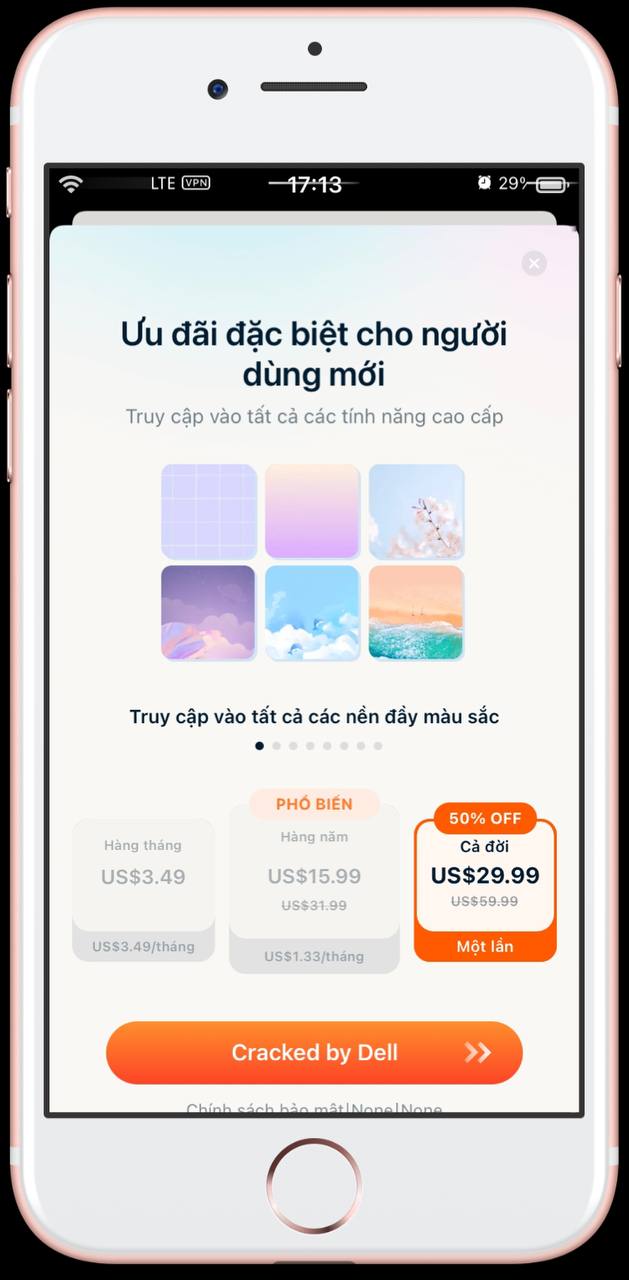 LTE VPN 17:13 29%
Ưu đãi đặc biệt cho người
dùng mới
Truy cập vào tất cả các tính năng cao cấp
Truy cập vào tất cả các nền đầy màu sắc
Hàng tháng
US$3.49
US$3.49/tháng
PHỔ BIẾN
Hàng năm
US$15.99
US$31.99
US$1.33/tháng
50% OFF
Cả đời
US$29.99
US$59.99
Một lần
Cracked by Dell
Chính sách bảo mật|None|None